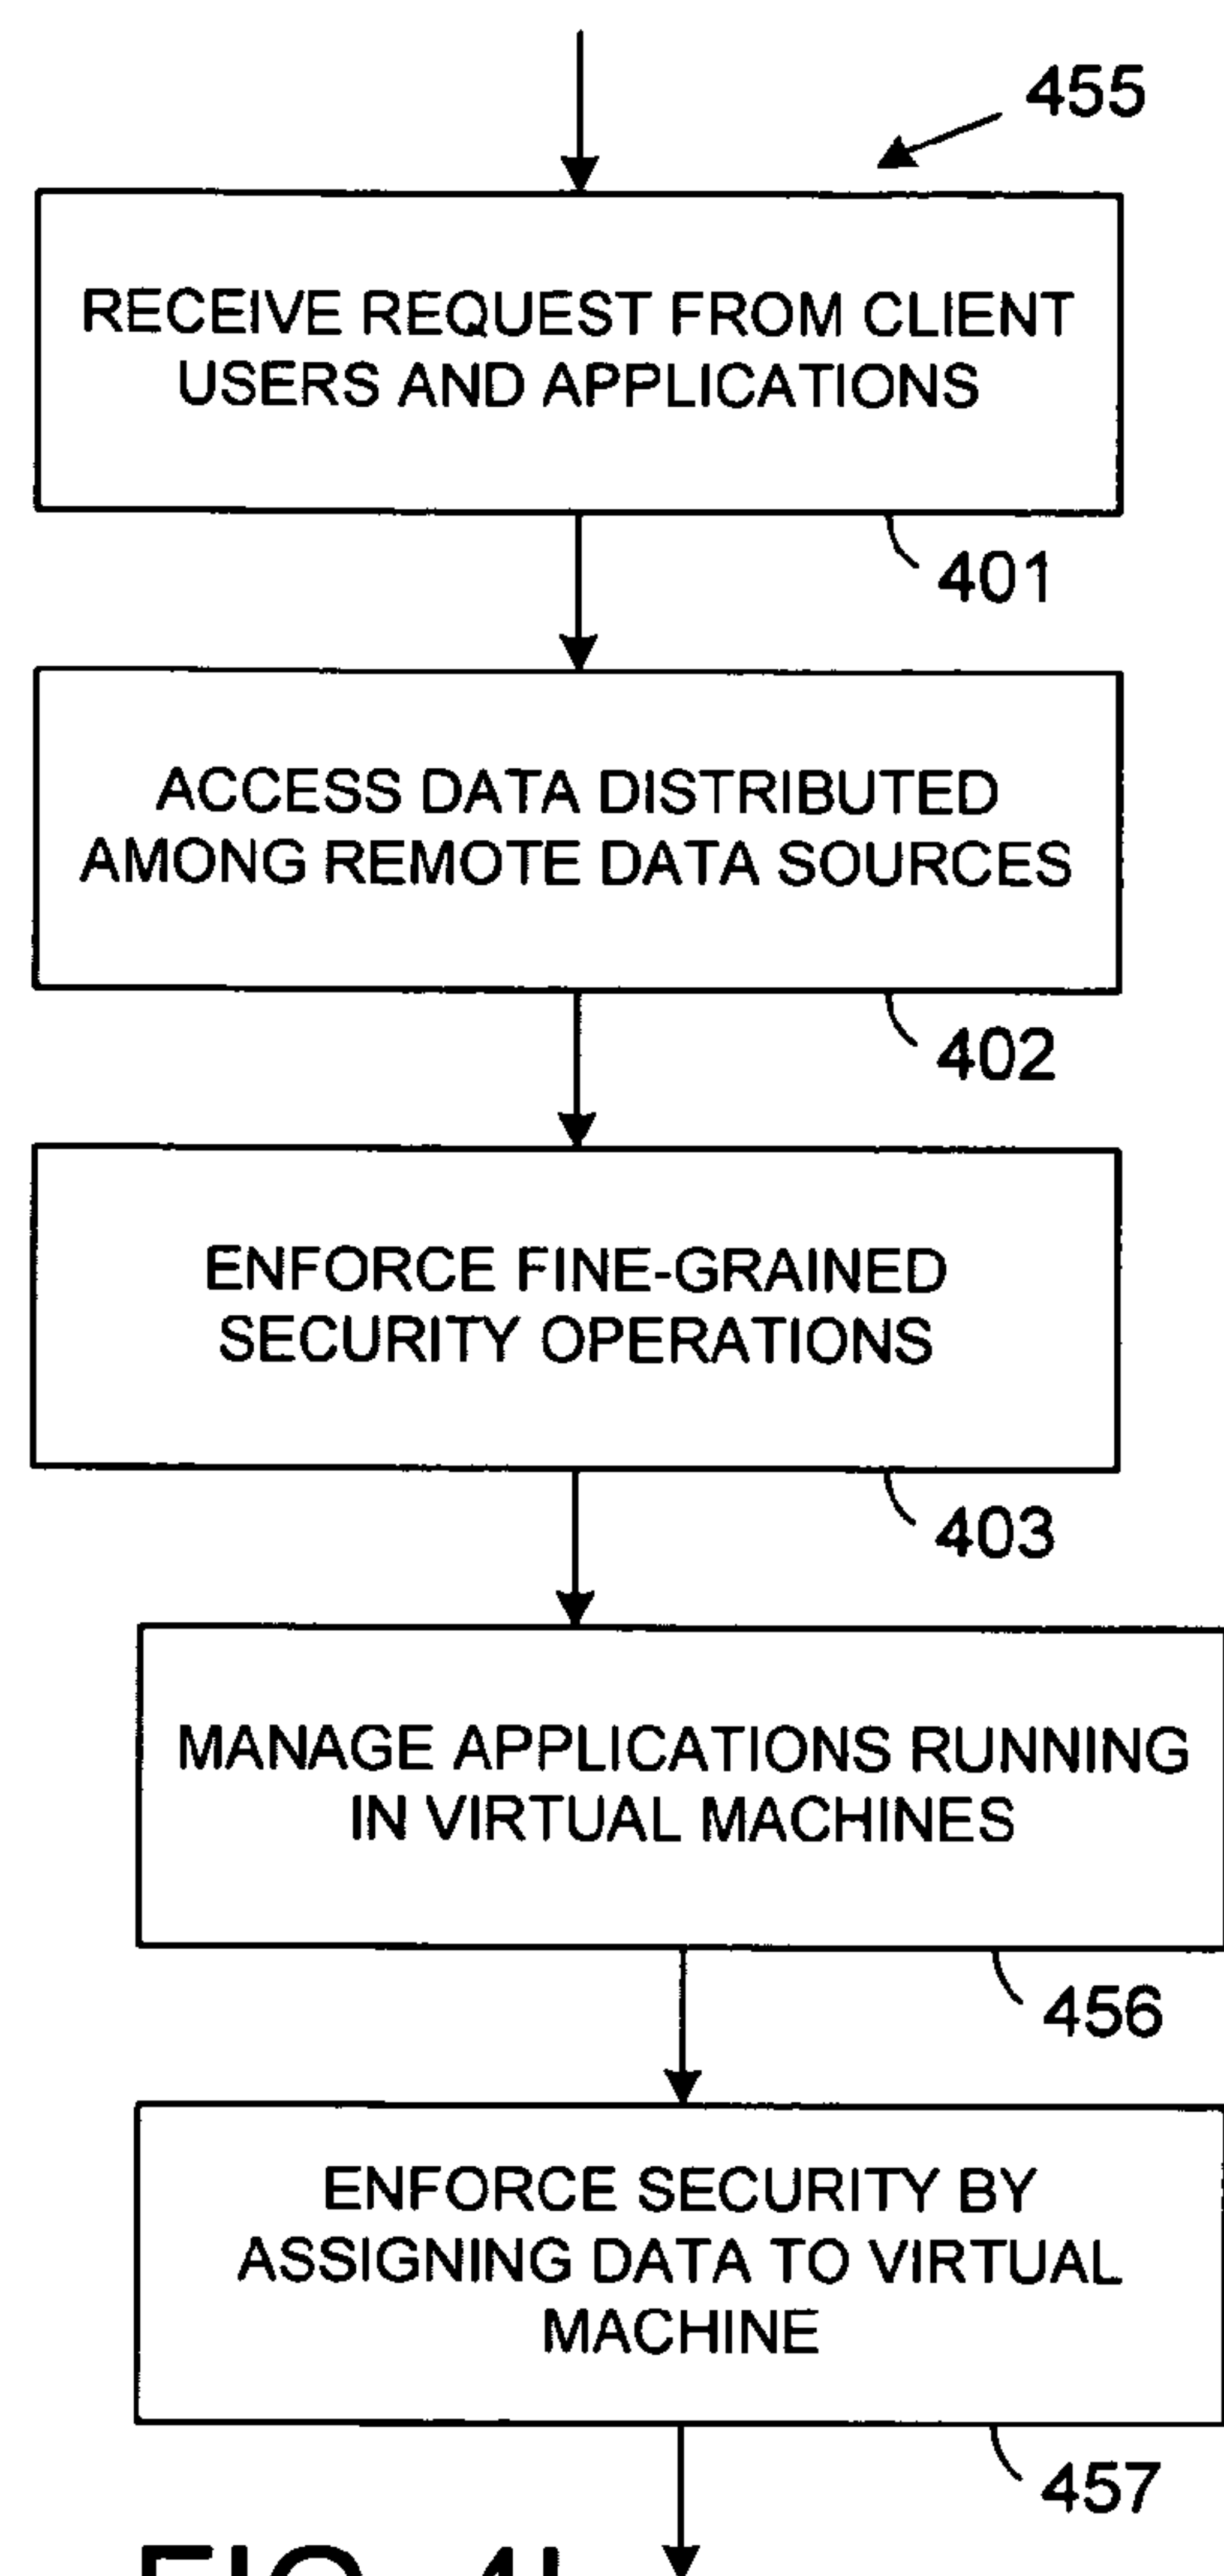 455
RECEIVE REQUEST FROM CLIENT
USERS AND APPLICATIONS
401
ACCESS DATA DISTRIBUTED
AMONG REMOTE DATA SOURCES
402
ENFORCE FINE-GRAINED
SECURITY OPERATIONS
403
MANAGE APPLICATIONS RUNNING
IN VIRTUAL MACHINES
456
ENFORCE SECURITY BY
ASSIGNING DATA TO VIRTUAL
MACHINE
457